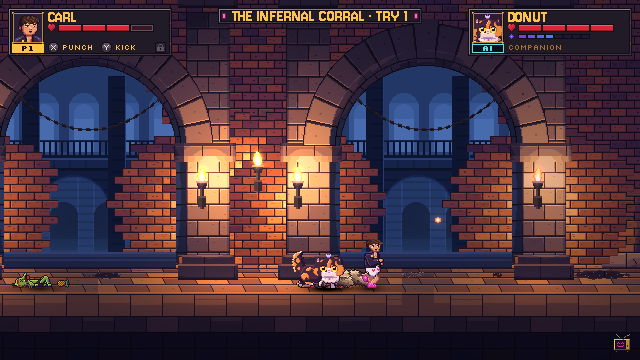 CARL
P1
X PUNCH Y KICK
THE INFERNAL CORRAL · TRY 1
DONUT
AI
COMPANION